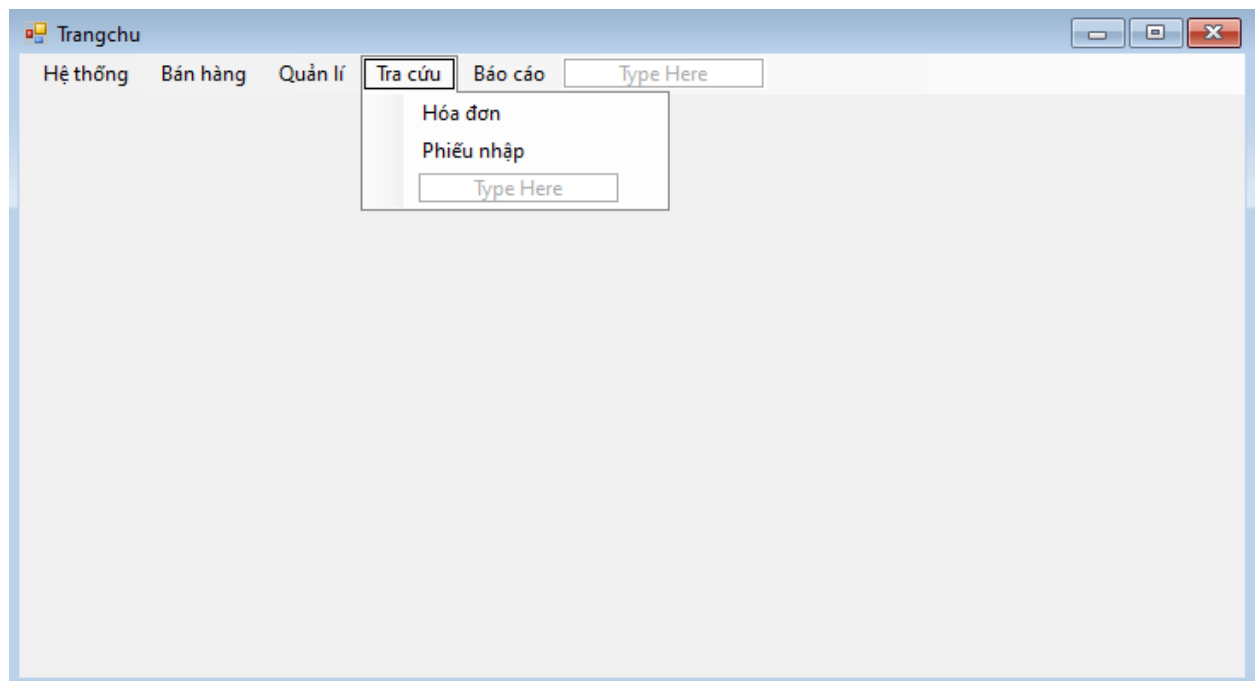 Trangchu
Hệ thống Bán hàng Quản lí Tra cứu Báo cáo Type Here
Hóa đơn
Phiếu nhập
Type Here